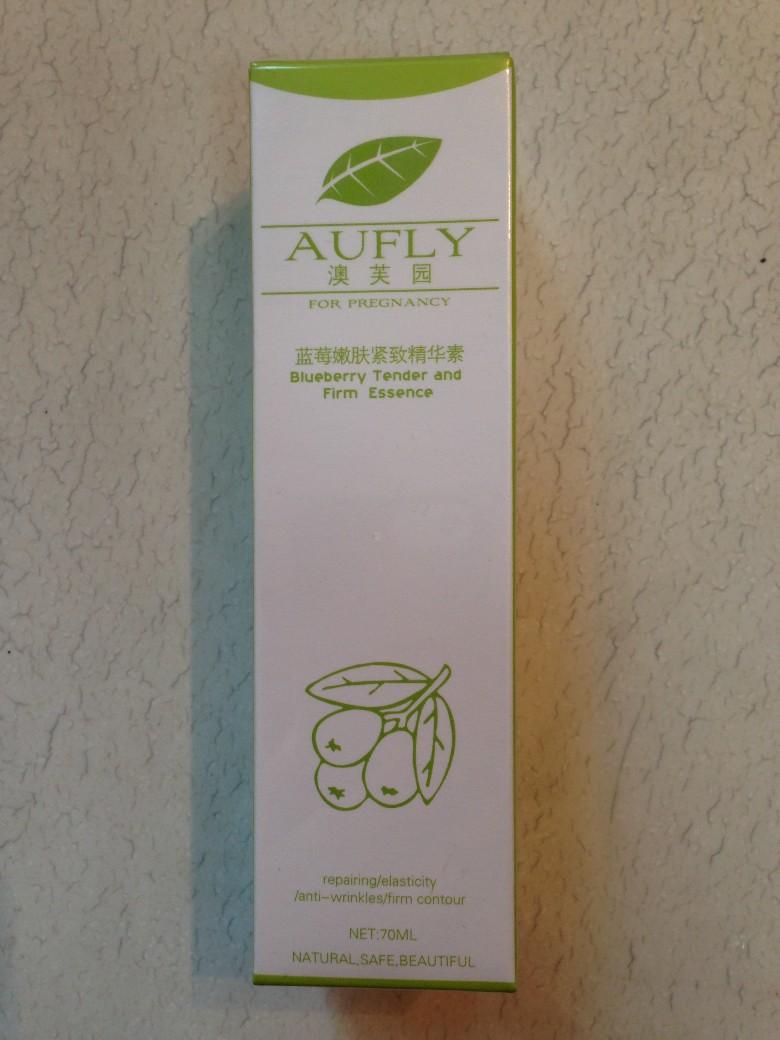 AUFLY
澳芙园
FOR PREGNANCY
蓝莓嫩肤紧致精华素
Blueberry Tender and
Firm Essence
repairing/elasticity
/anti-wrinkles/firm contour
NET:70ML
NATURAL,SAFE,BEAUTIFUL